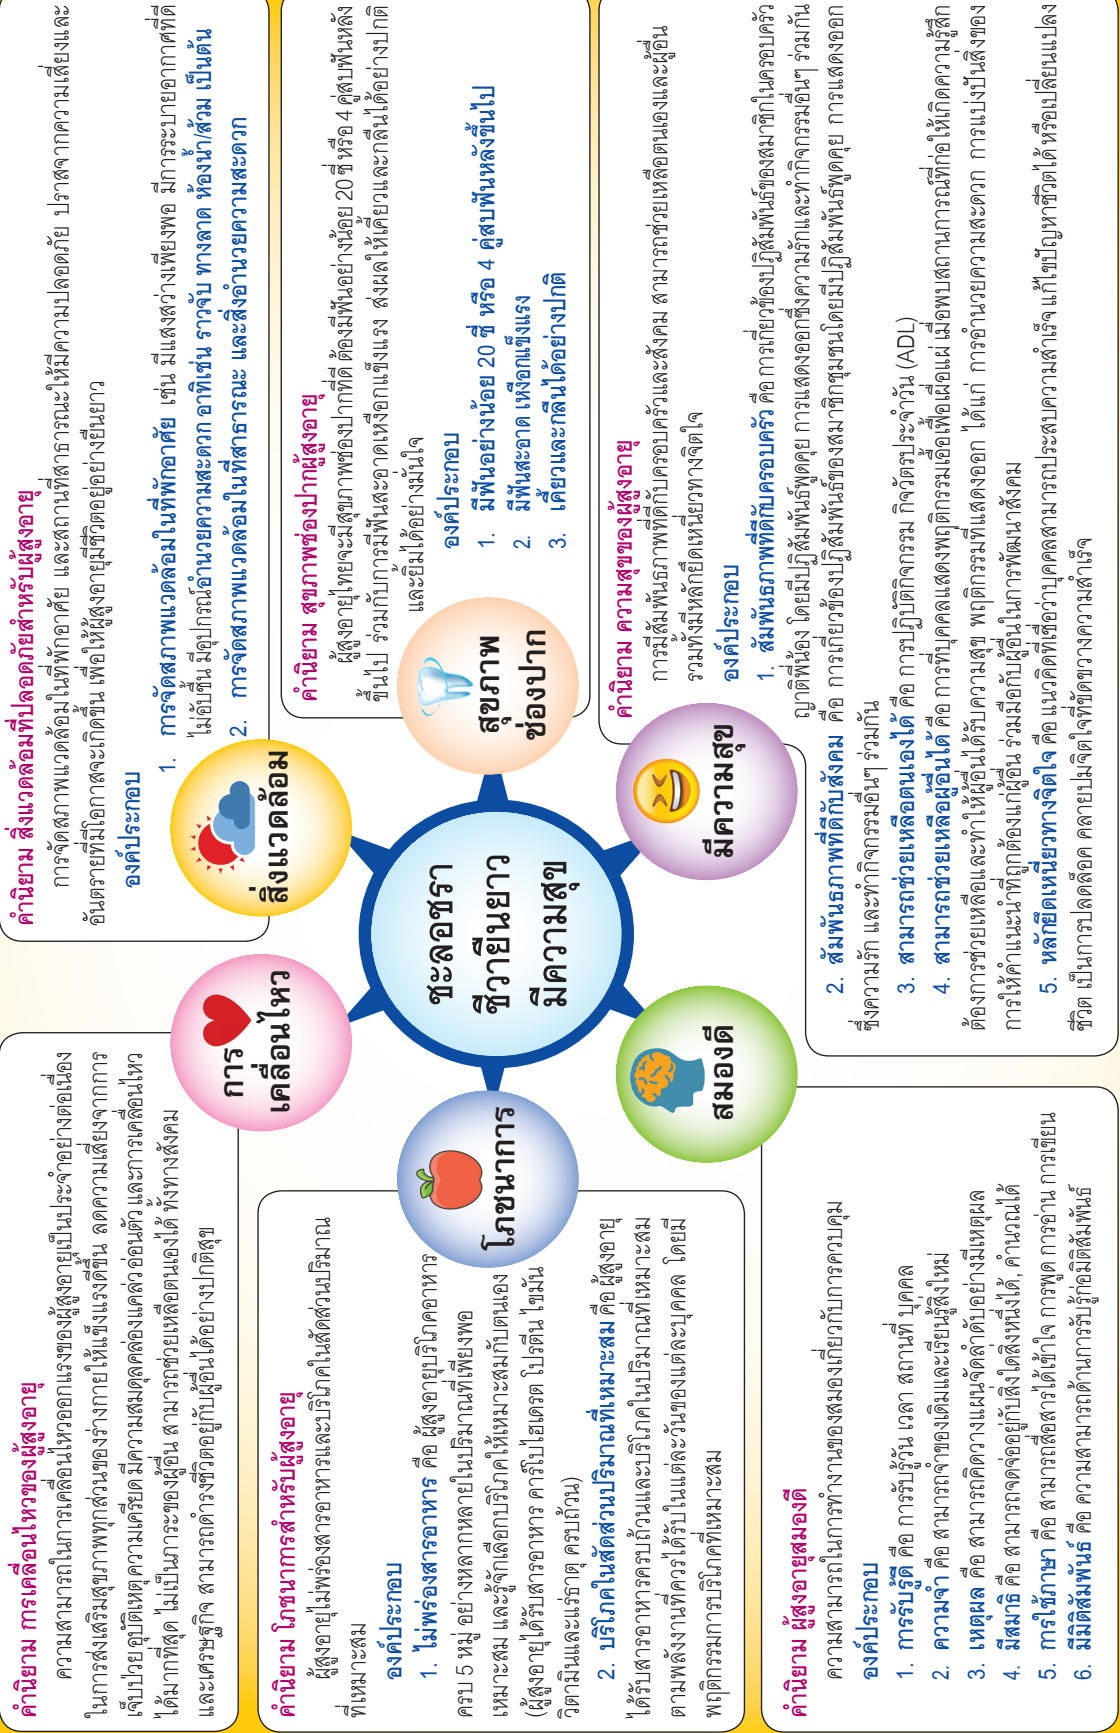 คำนิยาม การเคลื่อนไหวของผู้สูงอายุ
ความสามารถในการเคลื่อนไหวออกแรงของผู้สูงอายุเป็นประจำอย่างต่อเนื่อง
ในการส่งเสริมสุขภาพทุกส่วนของร่างกายให้แข็งแรงดีขึ้น ลดความเสี่ยงจากการ
เจ็บป่วย อุบัติเหตุ ความเครียด มีความสมดุลคล่องแคล่ว อ่อนตัว และการเคลื่อนไหว
ได้มากที่สุด ไม่เป็นภาระของผู้อื่น สามารถช่วยเหลือตนเองได้ ทั้งทางสังคม
และเศรษฐกิจ สามารถดำรงชีวิตอยู่กับผู้อื่นได้อย่างปกติสุข
คำนิยาม โภชนาการสำหรับผู้สูงอายุ
ผู้สูงอายุไม่พร่องสารอาหารและบริโภคในสัดส่วนปริมาณ
ที่เหมาะสม
องค์ประกอบ
1. ไม่พร่องสารอาหาร คือ ผู้สูงอายุบริโภคอาหาร
ครบ 5 หมู่ อย่างหลากหลายในปริมาณที่เพียงพอ
เหมาะสม และรู้จักเลือกบริโภคให้เหมาะสมกับตนเอง
(ผู้สูงอายุได้รับสารอาหาร คาร์โบไฮเดรต โปรตีน ไขมัน
วิตามินและแร่ธาตุ ครบถ้วน)
2. บริโภคในสัดส่วนปริมาณที่เหมาะสม คือ ผู้สูงอายุ
ได้รับสารอาหารครบถ้วนและบริโภคในปริมาณที่เหมาะสม
ตามพลังงานที่ควรได้รับในแต่ละวันของแต่ละบุคคล โดยมี
พฤติกรรมการบริโภคที่เหมาะสม
คำนิยาม ผู้สูงอายุสมองดี
ความสามารถในการทำงานของสมองเกี่ยวกับการควบคุม
องค์ประกอบ
1. การรับรู้ดี คือ การรับรู้วัน เวลา สถานที่ บุคคล
2. ความจำ คือ สามารถจำของเดิมและเรียนรู้สิ่งใหม่
3. เหตุผล คือ สามารถคิดวางแผนจัดลำดับอย่างมีเหตุผล
4. มีสมาธิ คือ สามารถจดจ่ออยู่กับสิ่งใดสิ่งหนึ่งได้, คำนวณได้
5. การใช้ภาษา คือ สามารถสื่อสารได้เข้าใจ การพูด การอ่าน การเขียน
6. มีมิติสัมพันธ์ คือ ความสามารถด้านการรับรู้ก่อมิติสัมพันธ์
การ
เคลื่อนไหว
โภชนาการ
สมองดี
ชะลอชรา
ชีวายืนยาว
มีความสุข
สิ่งแวดล้อม
สุขภาพ
ช่องปาก
มีความสุข
คำนิยาม สิ่งแวดล้อมที่ปลอดภัยสำหรับผู้สูงอายุ
การจัดสภาพแวดล้อมในที่พักอาศัย และสถานที่สาธารณะให้มีความปลอดภัย ปราศจากความเสี่ยงและ
อันตรายที่มีโอกาสจะเกิดขึ้น เพื่อให้ผู้สูงอายุมีชีวิตอยู่อย่างยืนยาว
องค์ประกอบ
1. การจัดสภาพแวดล้อมในที่พักอาศัย เช่น มีแสงสว่างเพียงพอ มีการระบายอากาศที่ดี
ไม่อับชื้น มีอุปกรณ์อำนวยความสะดวก อาทิเช่น ราวจับ ทางลาด ห้องน้ำ/ส้วม เป็นต้น
2. การจัดสภาพแวดล้อมในที่สาธารณะ และสิ่งอำนวยความสะดวก
คำนิยาม สุขภาพช่องปากผู้สูงอายุ
ผู้สูงอายุไทยจะมีสุขภาพช่องปากที่ดี ต้องมีฟันอย่างน้อย 20 ซี่ หรือ 4 คู่สบฟันหลัง
ขึ้นไป ร่วมกับการมีฟันสะอาดเหงือกแข็งแรง ส่งผลให้เคี้ยวและกลืนได้อย่างปกติ
และยิ้มได้อย่างมั่นใจ
องค์ประกอบ
1. มีฟันอย่างน้อย 20 ซี่ หรือ 4 คู่สบฟันหลังขึ้นไป
2. มีฟันสะอาด เหงือกแข็งแรง
3. เคี้ยวและกลืนได้อย่างปกติ
คำนิยาม ความสุขของผู้สูงอายุ
การมีสัมพันธภาพที่ดีกับครอบครัวและสังคม สามารถช่วยเหลือตนเองและผู้อื่น
รวมทั้งมีหลักยึดเหนี่ยวทางจิตใจ
องค์ประกอบ
1. สัมพันธภาพที่ดีกับครอบครัว คือ การเกี่ยวข้องปฏิสัมพันธ์ของสมาชิกในครอบครัว
ญาติพี่น้อง โดยมีปฏิสัมพันธ์พูดคุย การแสดงออกซึ่งความรักและทำกิจกรรมอื่นๆ ร่วมกัน
2. สัมพันธภาพที่ดีกับสังคม คือ การเกี่ยวข้องปฏิสัมพันธ์ของสมาชิกชุมชนโดยมีปฏิสัมพันธ์พูดคุย การแสดงออก
ซึ่งความรัก และทำกิจกรรมอื่นๆ ร่วมกัน
3. สามารถช่วยเหลือตนเองได้ คือ การปฏิบัติกิจกรรม กิจวัตรประจำวัน (ADL)
4. สามารถช่วยเหลือผู้อื่นได้ คือ การที่บุคคลแสดงพฤติกรรมเอื้อเฟื้อเผื่อแผ่ เมื่อพบสถานการณ์ที่ก่อให้เกิดความรู้สึก
ต้องการช่วยเหลือและทำให้ผู้อื่นได้รับความสุข พฤติกรรมที่แสดงออก ได้แก่ การอำนวยความสะดวก การแบ่งปันสิ่งของ
การให้คำแนะนำที่ถูกต้องแก่ผู้อื่น ร่วมมือกับผู้อื่นในการพัฒนาสังคม
5. หลักยึดเหนี่ยวทางจิตใจ คือ แนวคิดที่เชื่อว่าบุคคลสามารถประสบความสำเร็จ แก้ไขปัญหาชีวิตได้ หรือเปลี่ยนแปลง
ชีวิต เป็นการปลดล็อค คลายปมจิตใจที่ขัดขวางความสำเร็จ